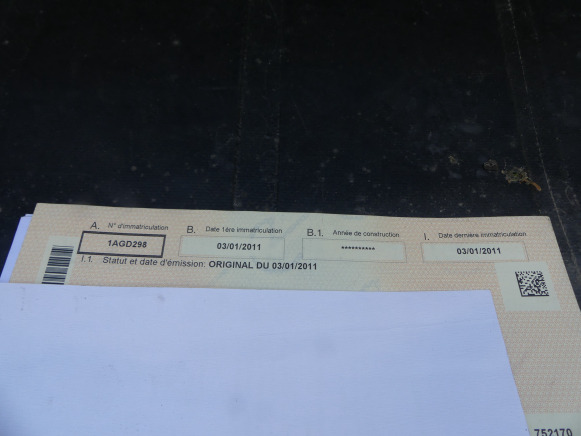 A. N° d'immatriculation B. Date 1ère immatriculation B.1. Année de construction I. Date dernière immatriculation
1AGD298 03/01/2011 ********** 03/01/2011
I.1. Statut et date d'émission: ORIGINAL DU 03/01/2011
752170